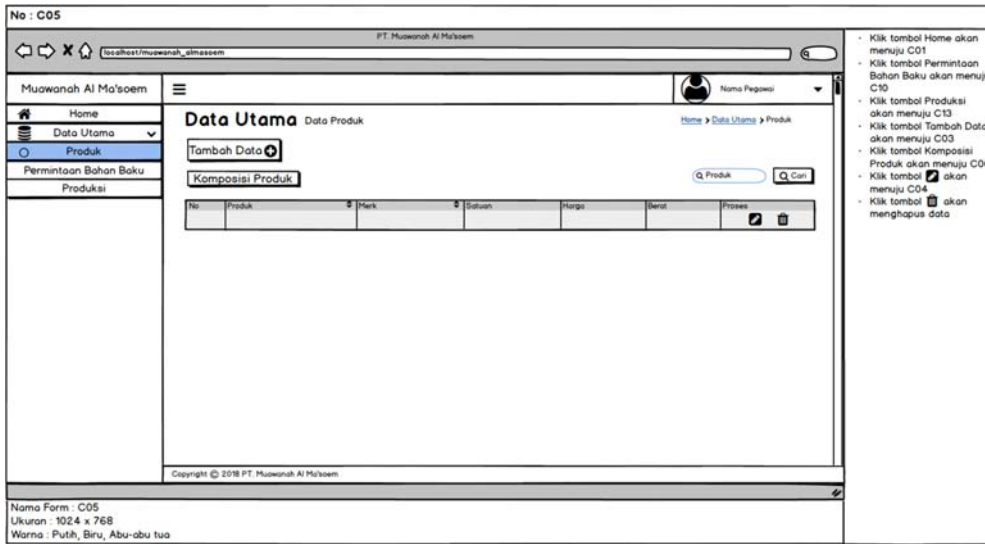 No : C05
PT. Muawanah Al Ma'soem
localhost/muawanah_almasoem
Muawanah Al Ma'soem
Nama Pegawai
Home
Data Utama
Produk
Permintaan Bahan Baku
Produksi
Data Utama Data Produk
Home > Data Utama > Produk
Tambah Data
Komposisi Produk
Produk
Cari
No Produk Merk Satuan Harga Berat Proses
Copyright © 2018 PT. Muawanah Al Ma'soem
Nama Form : C05
Ukuran : 1024 x 768
Warna : Putih, Biru, Abu-abu tua
- Klik tombol Home akan
menuju C01
- Klik tombol Permintaan
Bahan Baku akan menuju
C10
- Klik tombol Produksi
akan menuju C13
- Klik tombol Tambah Data
akan menuju C03
- Klik tombol Komposisi
Produk akan menuju
- Klik tombol akan
menuju C04
- Klik tombol akan
menghapus data